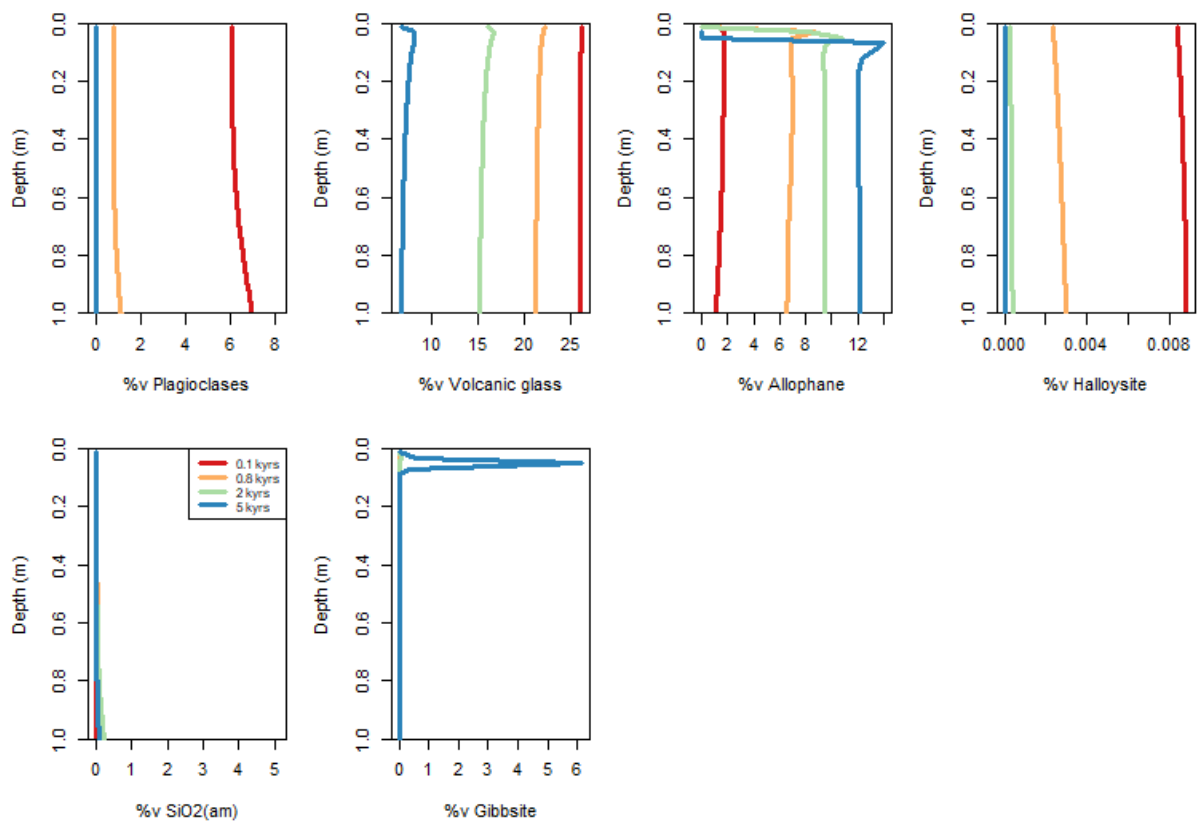 0.0
0.2
0.4
0.6
0.8
1.0
Depth (m)
0 2 4 6 8
%v Plagioclases
0.0
0.2
0.4
0.6
0.8
1.0
Depth (m)
10 15 20 25
%v Volcanic glass
0.0
0.2
0.4
0.6
0.8
1.0
Depth (m)
0 2 4 6 8 12
%v Allophane
0.0
0.2
0.4
0.6
0.8
1.0
Depth (m)
0.000 0.004 0.008
%v Halloysite
0.0
0.2
0.4
0.6
0.8
1.0
Depth (m)
0.1 kyrs
0.8 kyrs
2 kyrs
5 kyrs
0 1 2 3 4 5
%v SiO2(am)
0.0
0.2
0.4
0.6
0.8
1.0
Depth (m)
0 1 2 3 4 5 6
%v Gibbsite